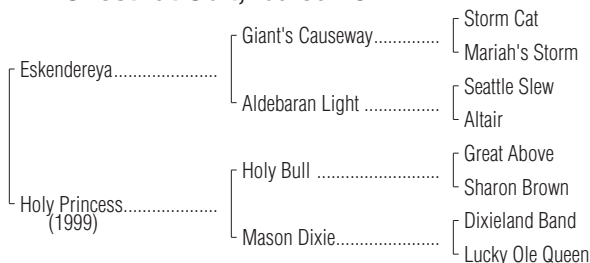 Storm Cat
Giant's Causeway..............
Mariah's Storm
Eskendereya......................
Seattle Slew
Aldebaran Light ................
Altair
Great Above
Holy Bull ..........................
Sharon Brown
Holy Princess....................
(1999)
Dixieland Band
Mason Dixie......................
Lucky Ole Queen